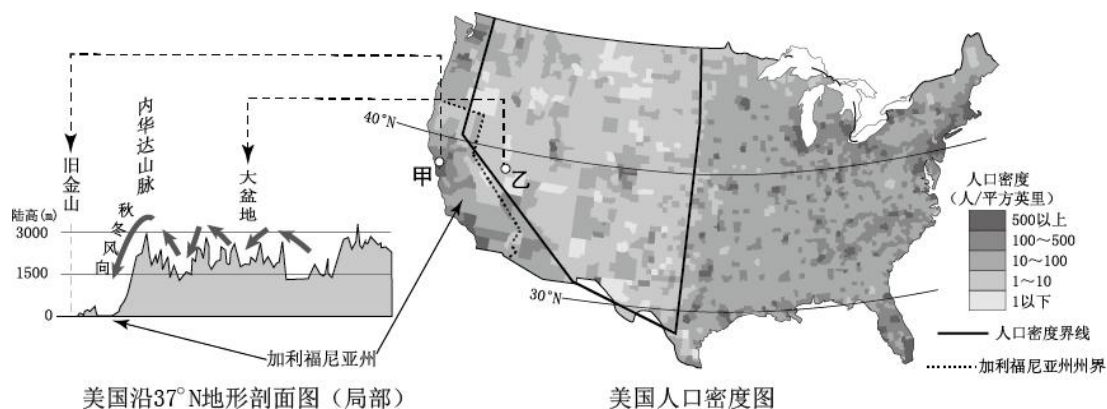 旧金山
内华达山脉
大盆地
陆高(m)
3000
1500
0
秋冬风向
加利福尼亚州
美国沿37°N地形剖面图（局部）
40°N
30°N
甲
乙
人口密度
(人/平方英里)
500以上
100～500
10～100
1～10
1以下
人口密度界线
加利福尼亚州州界
美国人口密度图